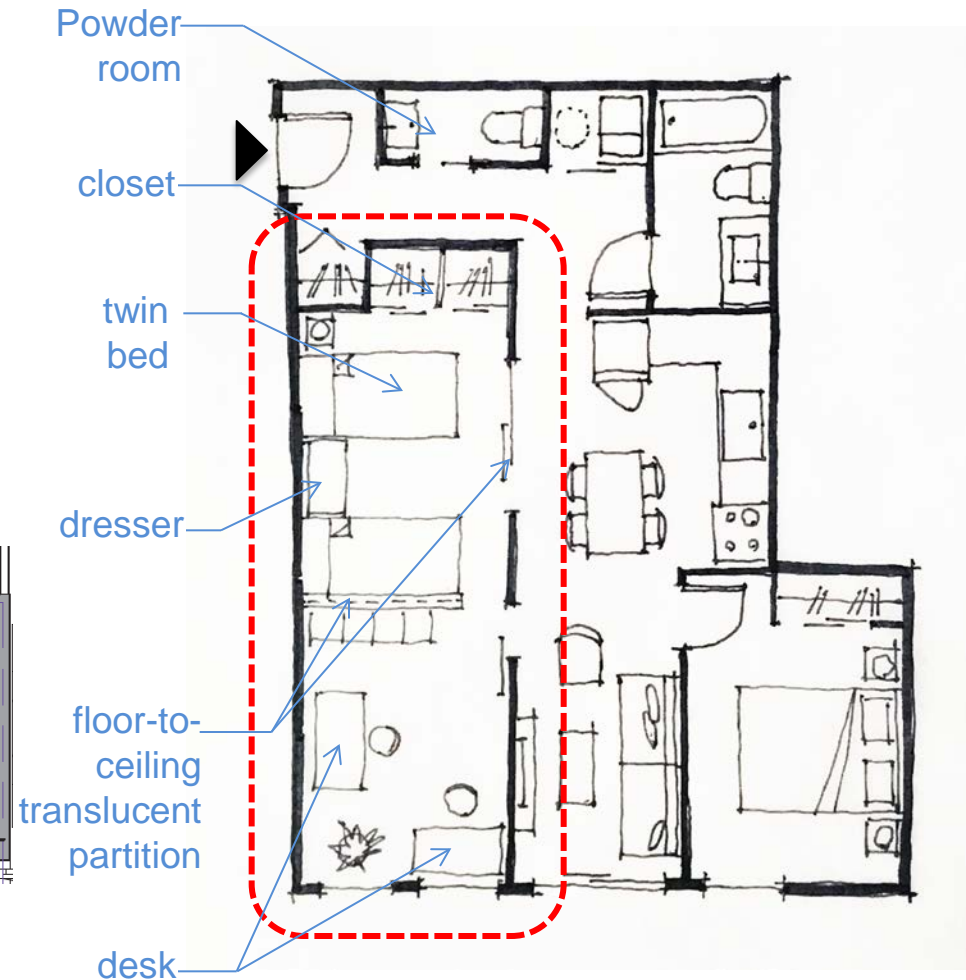 Powder
room
closet
twin
bed
dresser
floor-to-
ceiling
translucent
partition
desk